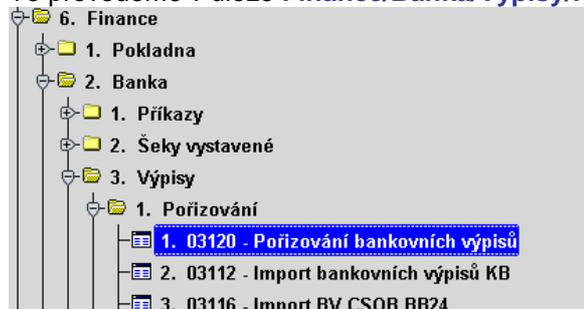 6. Finance
1. Pokladna
2. Banka
1. Příkazy
2. Šeky vystavené
3. Výpisy
1. Pořizování
1. 03120 - Pořizování bankovních výpisů
2. 03112 - Import bankovních výpisů KB
3. 03116 - Import BV CSOB BB24